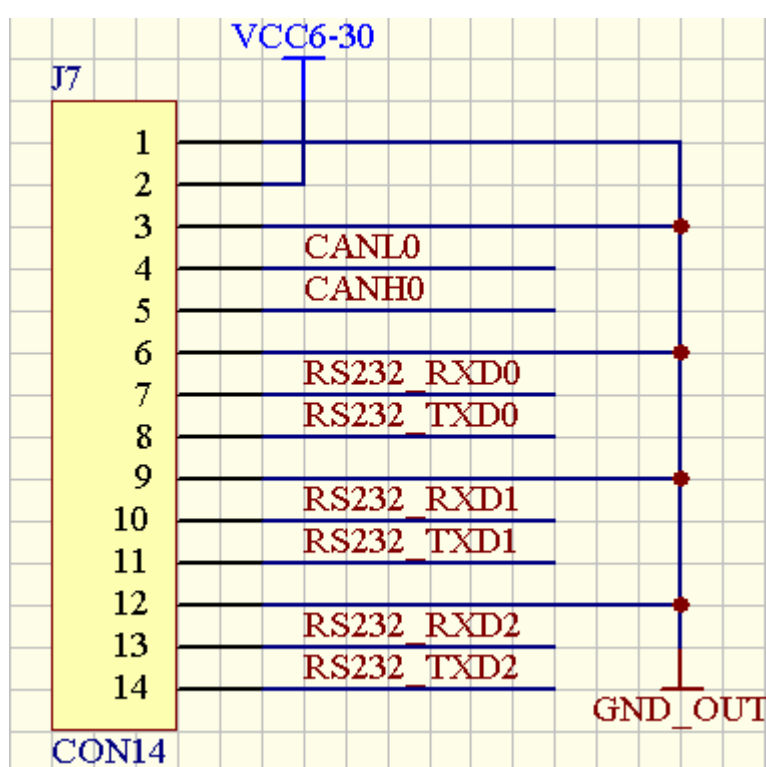 VCC6-30
J7
1
2
3
CANL0
4
CANH0
5
6
RS232_RXD0
7
RS232_TXD0
8
9
RS232_RXD1
10
RS232_TXD1
11
12
RS232_RXD2
13
RS232_TXD2
14
GND_OUT
CON14